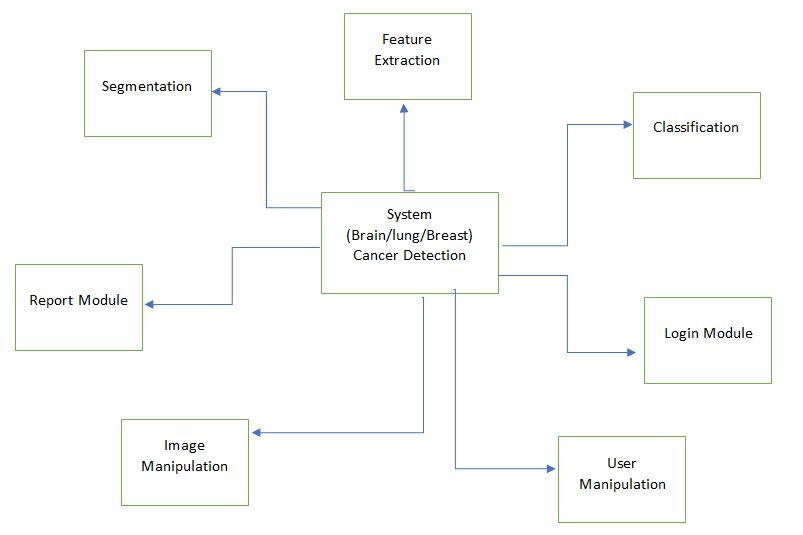 Feature
Extraction
Segmentation
Classification
System
(Brain/lung/Breast)
Cancer Detection
Report Module
Login Module
Image
Manipulation
User
Manipulation